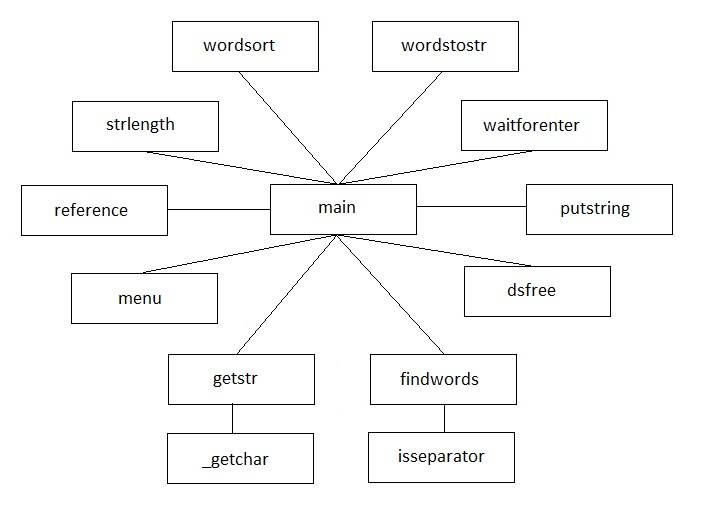 wordsort
wordstostr
strlength
waitforenter
reference
main
putstring
menu
dsfree
getstr
findwords
_getchar
isseparator